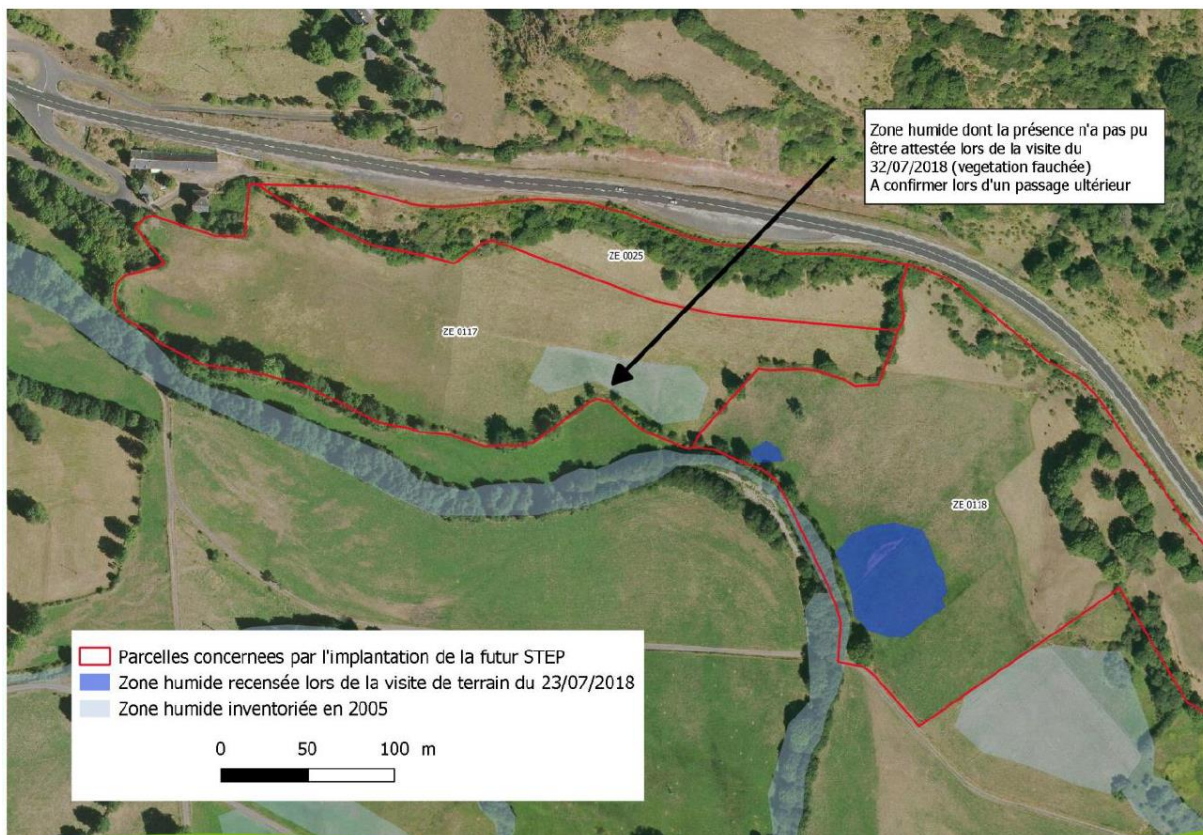 Zone humide dont la présence n'a pas pu
être attestée lors de la visite du
32/07/2018 (vegetation fauchée)
A confirmer lors d'un passage ultérieur
ZE 0025
ZE 0117
ZE 0118
Parcelles concernees par l'implantation de la futur STEP
Zone humide recensée lors de la visite de terrain du 23/07/2018
Zone humide inventoriée en 2005
0 50 100 m